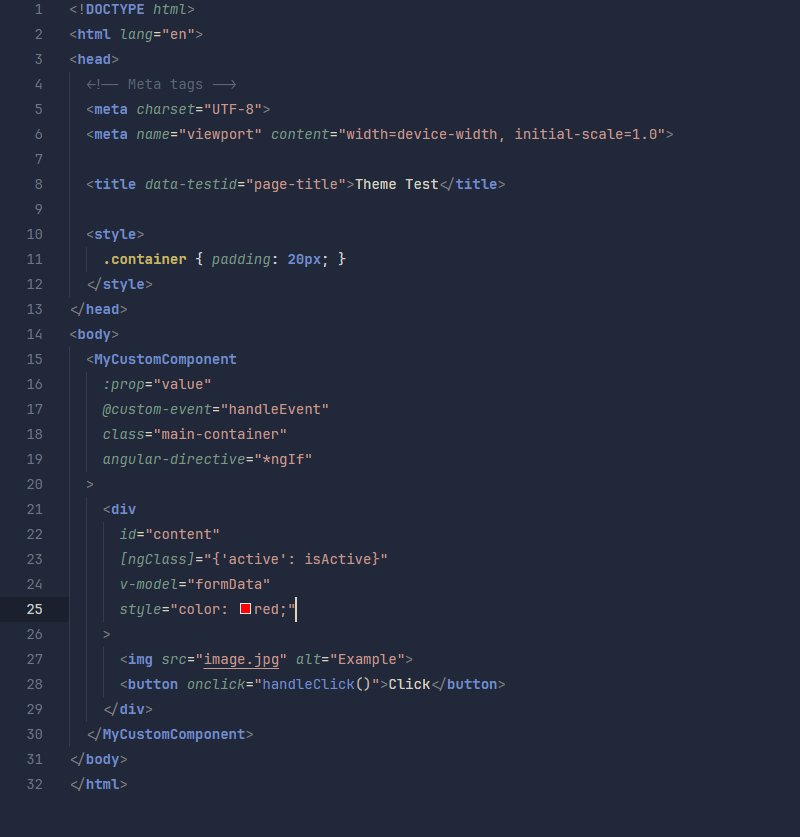 1 <!DOCTYPE html>
2 <html lang="en">
3 <head>
4   <!-- Meta tags -->
5   <meta charset="UTF-8">
6   <meta name="viewport" content="width=device-width, initial-scale=1.0">
7
8   <title data-testid="page-title">Theme Test</title>
9
10   <style>
11     .container { padding: 20px; }
12   </style>
13 </head>
14 <body>
15   <MyCustomComponent
16     :prop="value"
17     @custom-event="handleEvent"
18     class="main-container"
19     angular-directive="*ngIf"
20   >
21     <div
22       id="content"
23       [ngClass]="{'active': isActive}"
24       v-model="formData"
25       style="color: red;"
26     >
27       <img src="image.jpg" alt="Example">
28       <button onclick="handleClick()">Click</button>
29     </div>
30   </MyCustomComponent>
31 </body>
32 </html>